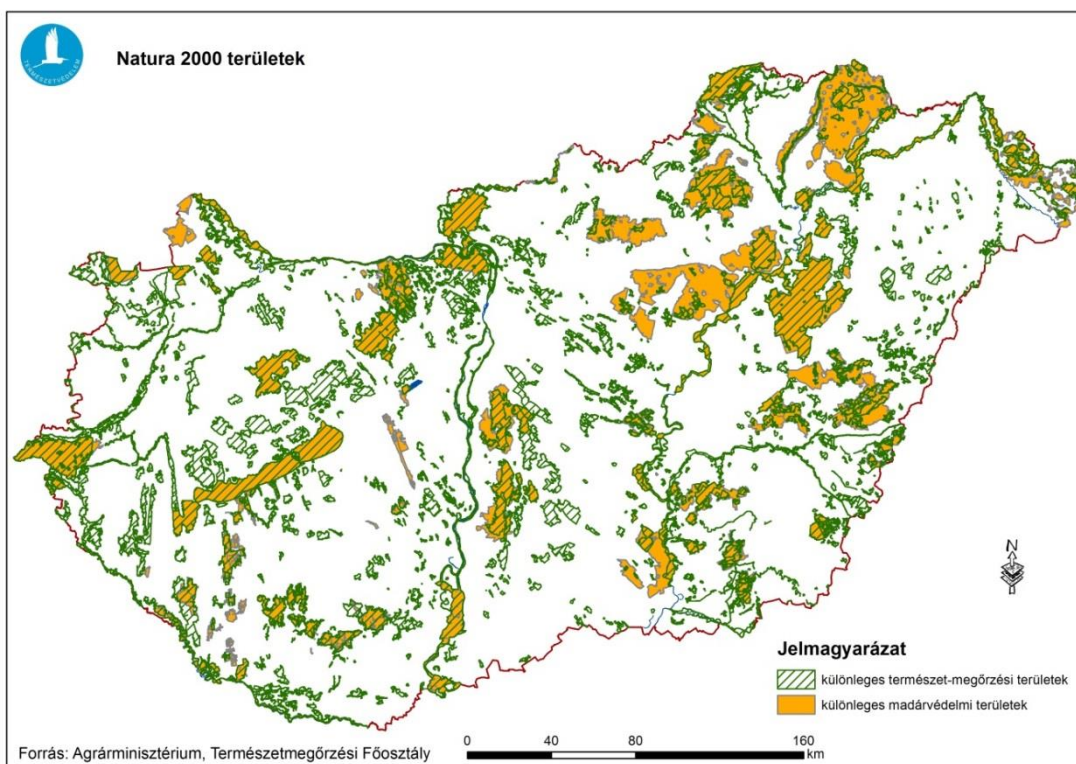 TERMÉSZETVÉDELEM
Natura 2000 területek
N
Jelmagyarázat
különleges természet-megőrzési területek
különleges madárvédelmi területek
Forrás: Agrárminisztérium, Természetmegőrzési Főosztály
0 40 80 160
km